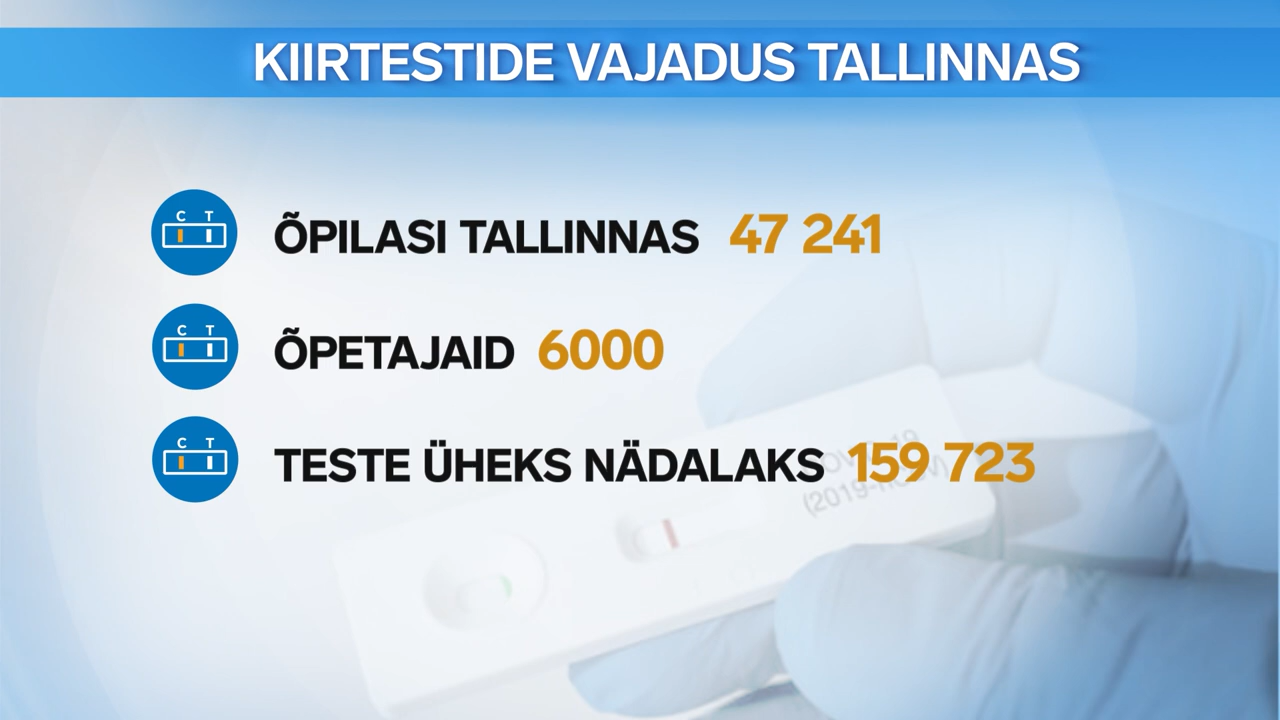 KIIRTESTIDE VAJADUS TALLINNAS
C T
ÕPILASI TALLINNAS 47 241
C T
ÕPETAJAID 6000
C T
TESTE ÜHEKS NÄDALAKS 159 723